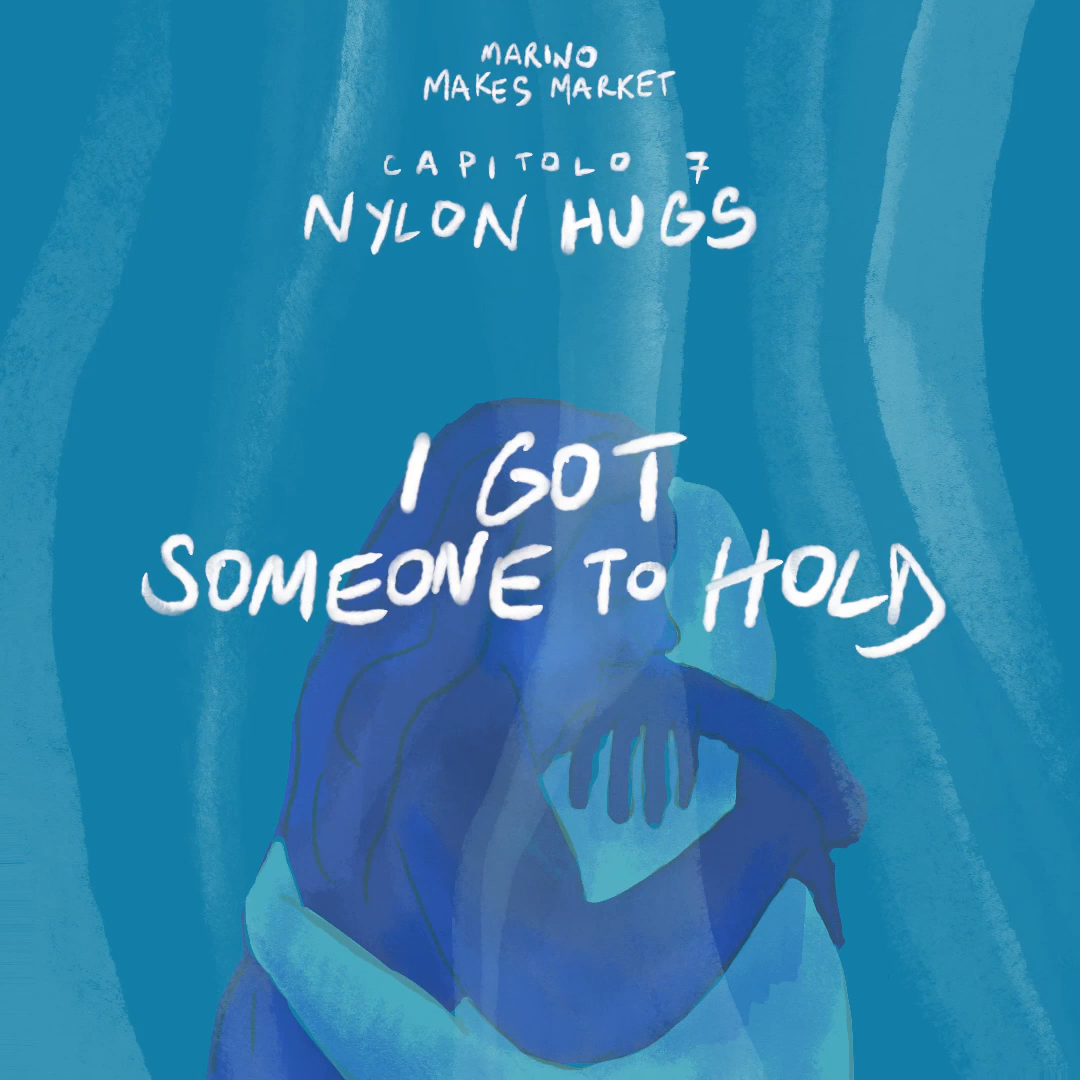 MARINO
MAKES MARKET
CAPITOLO 7
NYLON HUGS
I GOT
SOMEONE TO HOLD